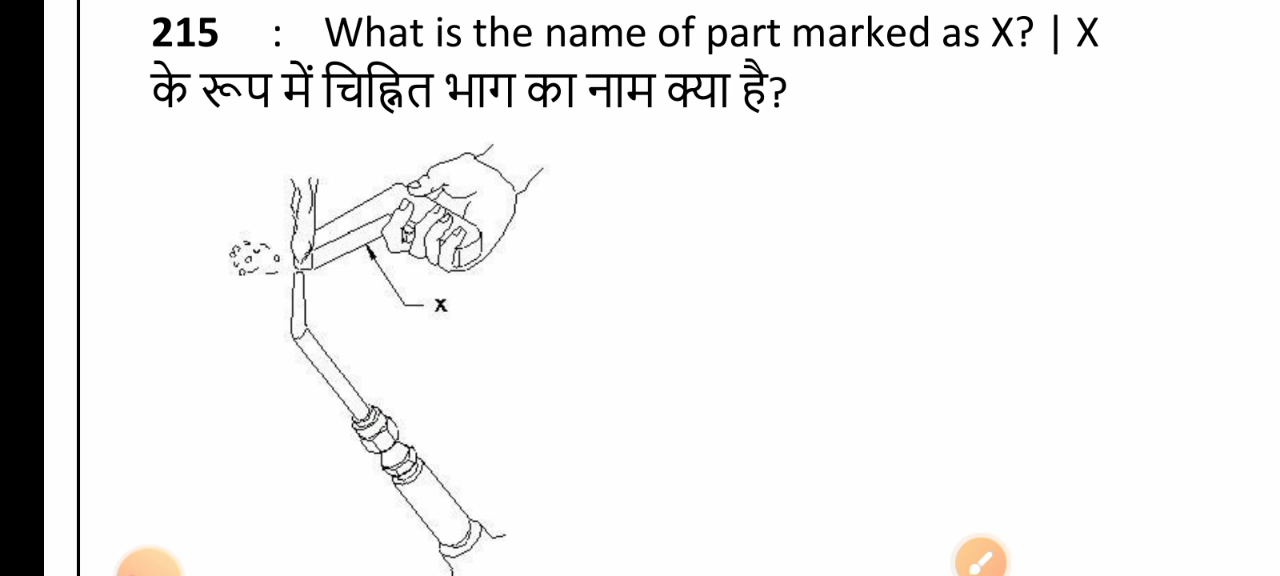 215 : What is the name of part marked as X? | X
के रूप में चिह्नित भाग का नाम क्या है?
X